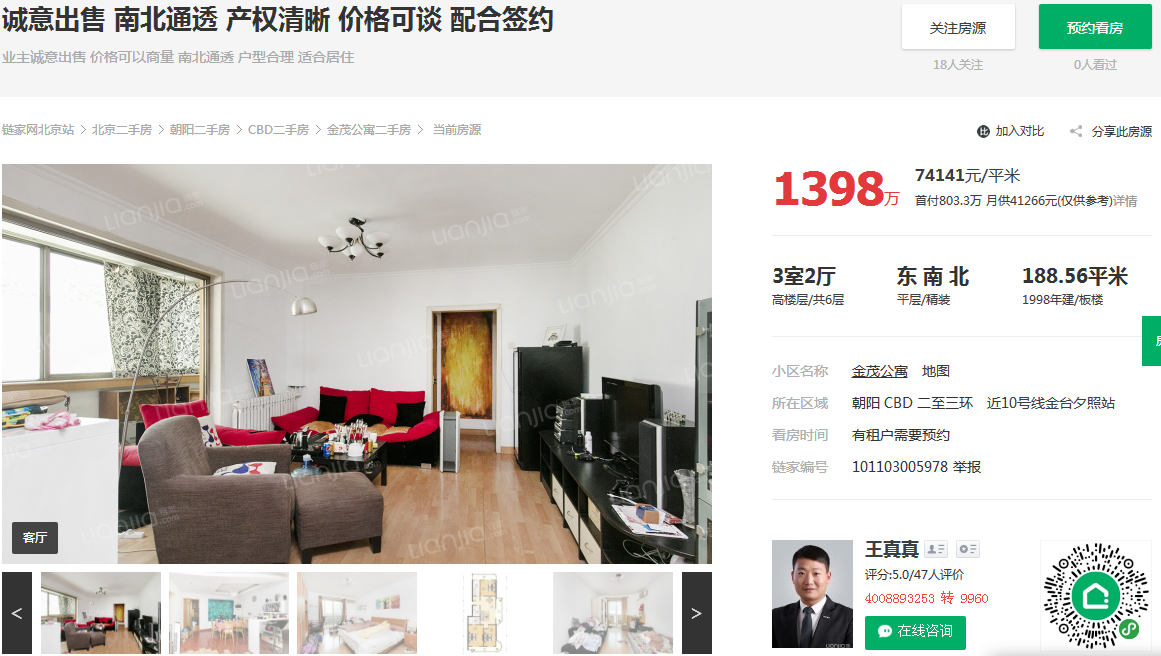 诚意出售 南北通透 产权清晰 价格可谈 配合签约
业主诚意出售 价格可以商量 南北通透 户型合理 适合居住
关注房源
预约看房
18人关注
0人看过
链家网北京站 > 北京二手房 > 朝阳二手房 > CBD二手房 > 金茂公寓二手房 > 当前房源
加入对比
分享此房源
1398万
74141元/平米
首付803.3万 月供41266元(仅供参考)详情
3室2厅
高楼层/共6层
东 南 北
平层/精装
188.56平米
1998年建/板楼
小区名称 金茂公寓 地图
所在区域 朝阳 CBD 二至三环 近10号线金台夕照站
看房时间 有租户需要预约
链家编号 101103005978 举报
客厅
<
>
王真真
评分:5.0/47人评价
4008893253 转 9960
在线咨询